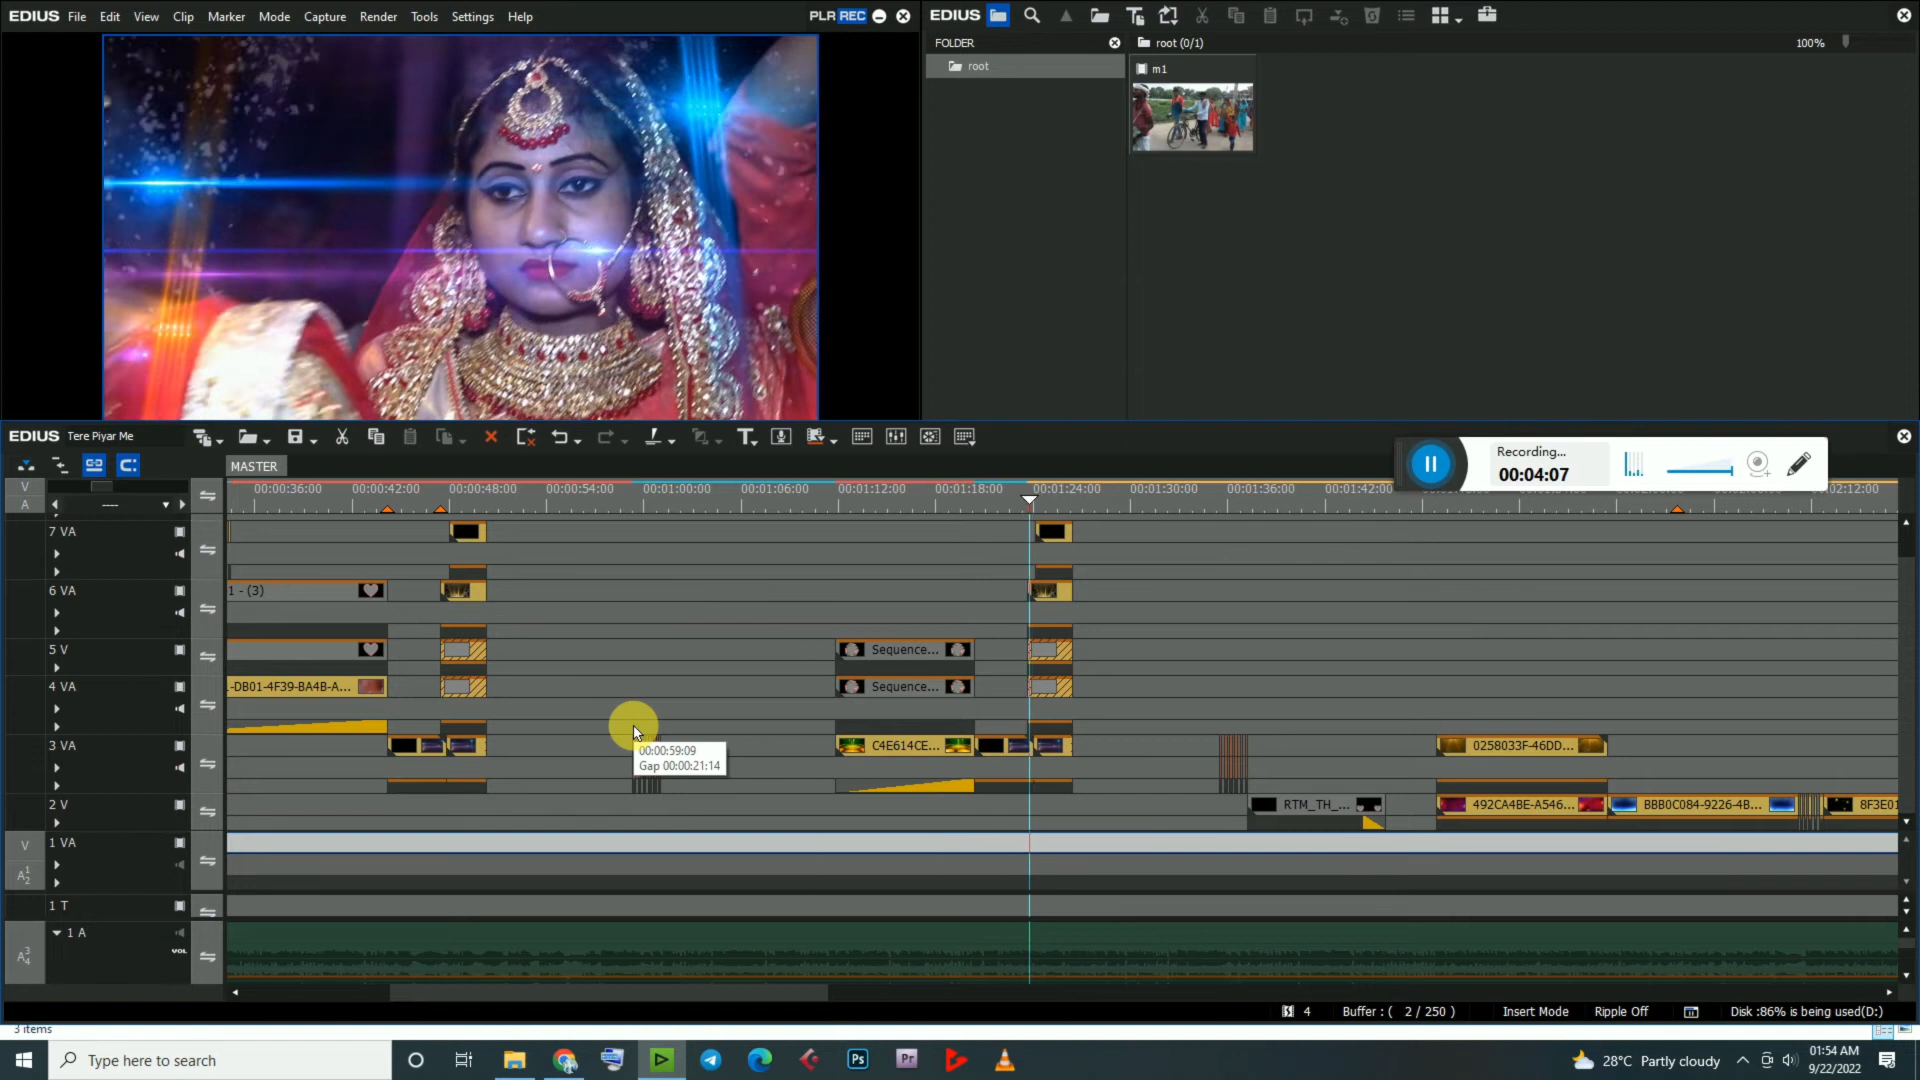 EDIUS File Edit View Clip Marker Mode Capture Render Tools Settings Help PLR REC
EDIUS
FOLDER
root (0/1) 100%
root
m1
EDIUS Tere Piyar Me
Recording...
00:04:07
MASTER
V
A
----
00:00:36:00 00:00:42:00 00:00:48:00 00:00:54:00 00:01:00:00 00:01:06:00 00:01:12:00 00:01:18:00 00:01:24:00 00:01:30:00 00:01:36:00 00:01:42:00 02:12:00
7 VA
6 VA 1 - (3)
5 V Sequence...
4 VA -DB01-4F39-BA4B-A... Sequence...
3 VA C4E614CE... 0258033F-46DD...
00:00:59:09
Gap 00:00:21:14
2 V RTM_TH_... 492CA4BE-A546... BBB0C084-9226-4B... 8F3E01
V 1 VA
A 1 2
1 T
1 A
VOL
A 3 4
4 Buffer : ( 2 / 250 ) Insert Mode Ripple Off Disk :86% is being used(D:)
3 items
Type here to search
Ps
Pr
28°C Partly cloudy
01:54 AM
9/22/2022